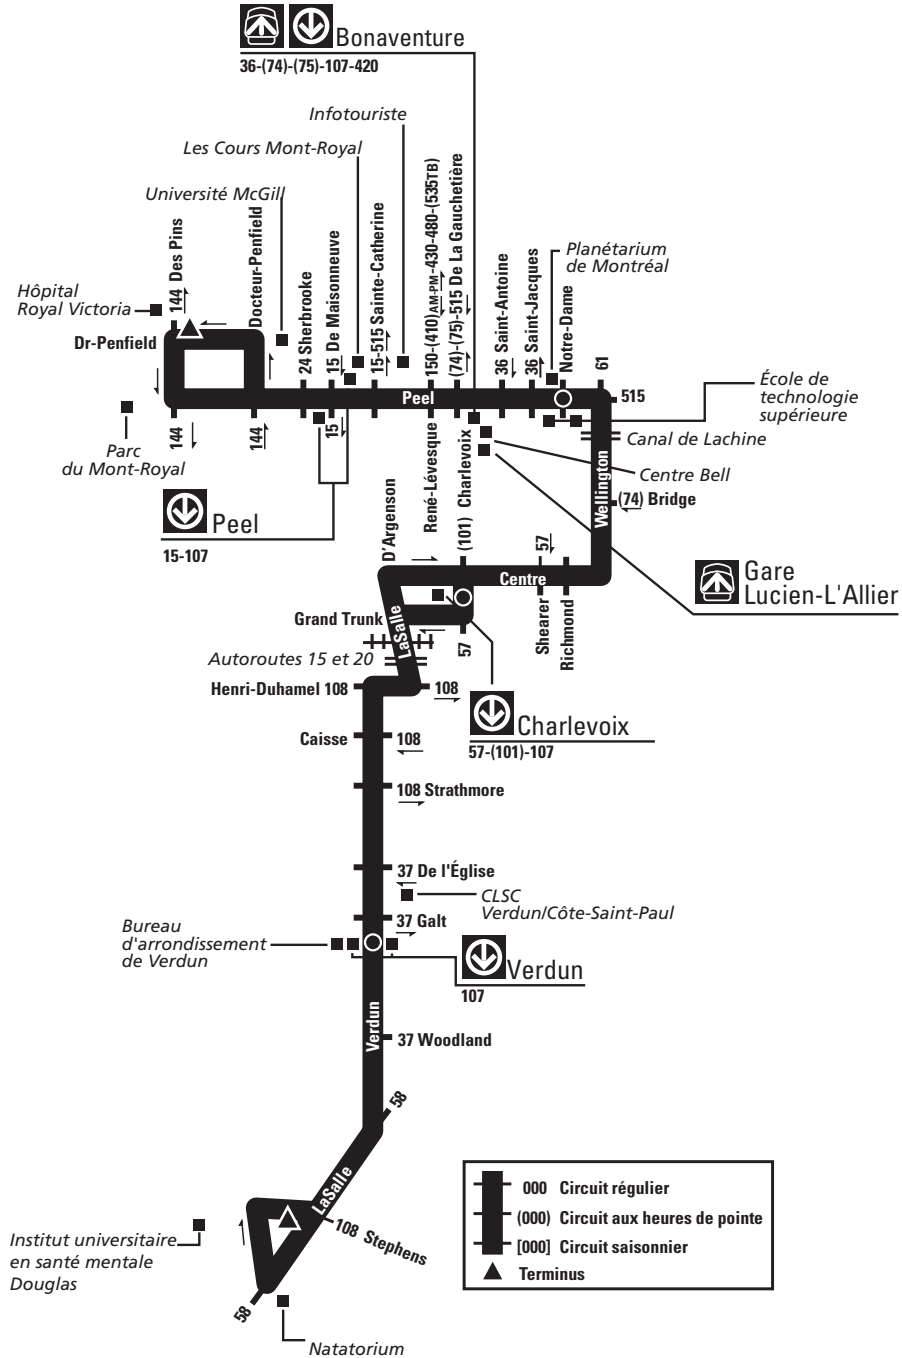 Bonaventure
36-(74)-(75)-107-420
Infotouriste
Les Cours Mont-Royal
Université McGill
Hôpital
Royal Victoria
144 Des Pins
Docteur-Penfield
24 Sherbrooke
15 De Maisonneuve
15-515 Sainte-Catherine
150-(410)AM-PM-430-480-(535TB)
(74)-(75)-515 De La Gauchetière
36 Saint-Antoine
36 Saint-Jacques
Notre-Dame
61
Planétarium
de Montréal
Dr-Penfield
Peel
515
École de
technologie
supérieure
Parc
du Mont-Royal
144
144
15
René-Lévesque
(101) Charlevoix
Canal de Lachine
Centre Bell
Wellington
(74) Bridge
Peel
15-107
D'Argenson
57
Centre
Gare
Lucien-L'Allier
Grand Trunk
LaSalle
57
Shearer
Richmond
Autoroutes 15 et 20
Henri-Duhamel 108
108
Charlevoix
57-(101)-107
Caisse
108
108 Strathmore
37 De l'Église
CLSC
Verdun/Côte-Saint-Paul
37 Galt
Bureau
d'arrondissement
de Verdun
Verdun
107
Verdun
37 Woodland
58
LaSalle
108 Stephens
Institut universitaire
en santé mentale
Douglas
58
Natatorium
000 Circuit régulier
(000) Circuit aux heures de pointe
[000] Circuit saisonnier
Terminus